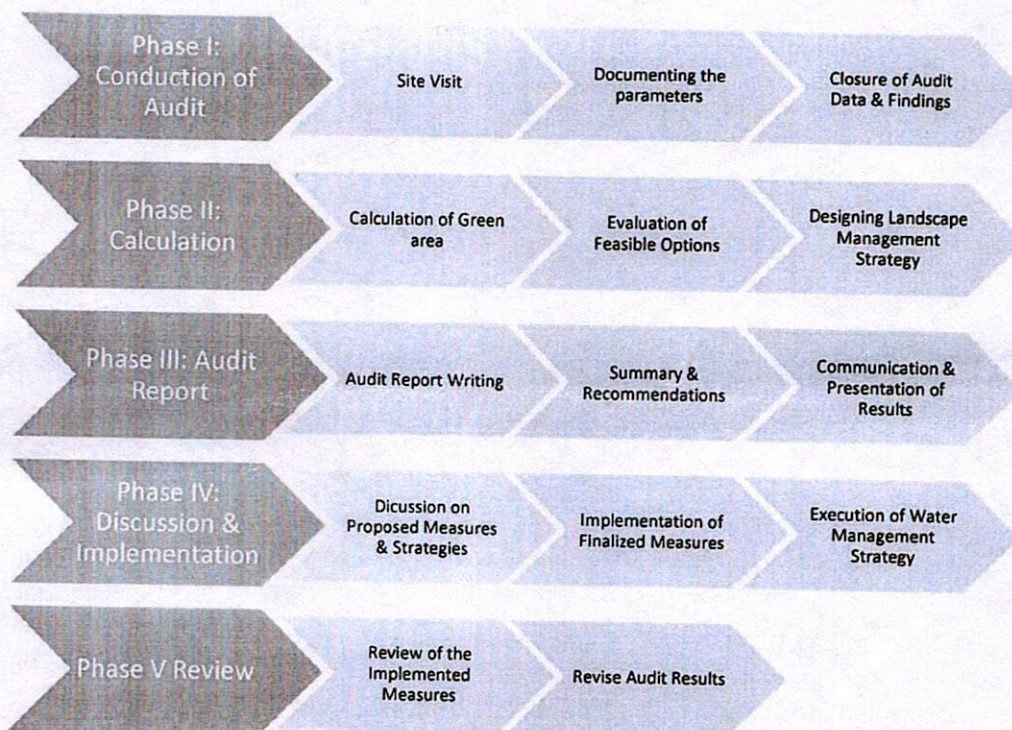 Phase I:
Conduction of
Audit
Site Visit
Documenting the
parameters
Closure of Audit
Data & Findings
Phase II:
Calculation
Calculation of Green
area
Evaluation of
Feasible Options
Designing Landscape
Management
Strategy
Phase III: Audit
Report
Audit Report Writing
Summary &
Recommendations
Communication &
Presentation of
Results
Phase IV:
Discussion &
Implementation
Dicussion on
Proposed Measures
& Strategies
Implementation of
Finalized Measures
Execution of Water
Management
Strategy
Phase V Review
Review of the
Implemented
Measures
Revise Audit Results